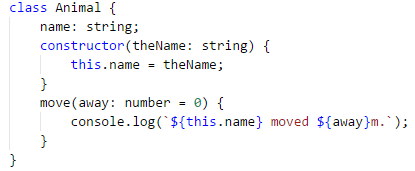 class Animal {
    name: string;
    constructor(theName: string) {
        this.name = theName;
    }
    move(away: number = 0) {
        console.log(`${this.name} moved ${away}m.`);
    }
}